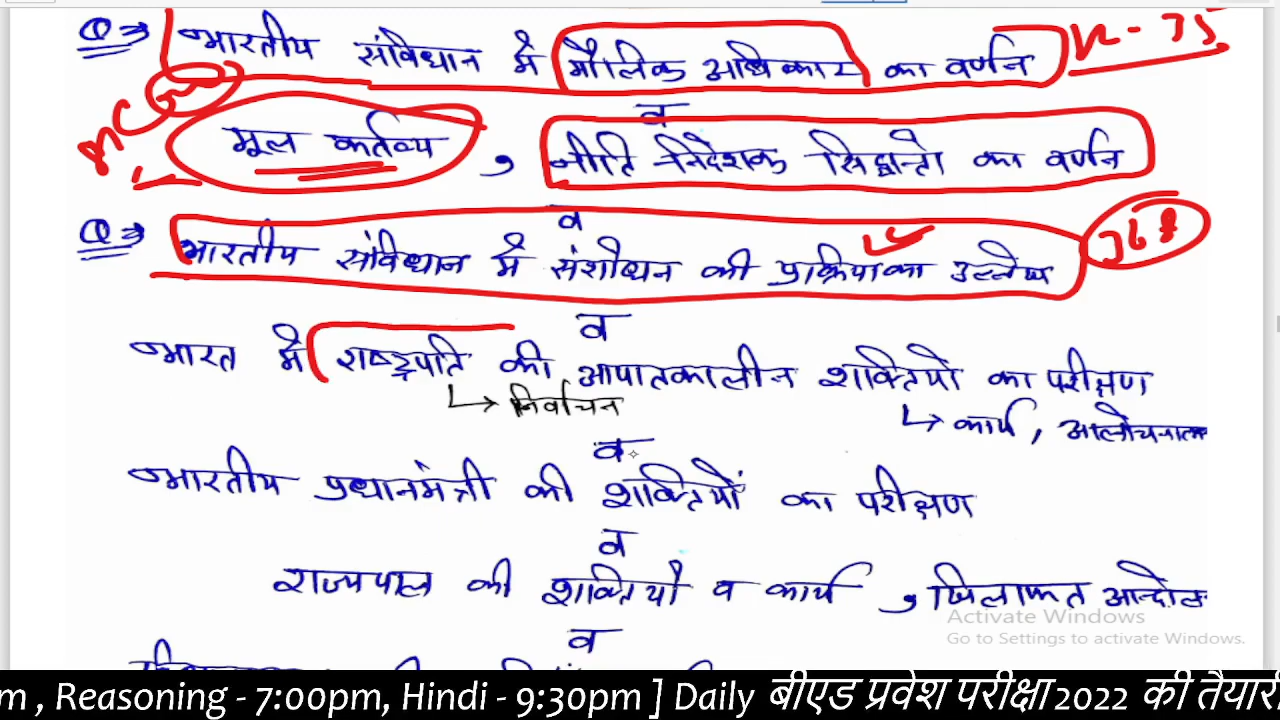 Q⇒ भारतीय संविधान में मौलिक अधिकार का वर्णन
व
मूल कर्तव्य , नीति निर्देशक सिद्धान्तो का वर्णन
व
Q⇒ भारतीय संविधान में संशोधन की प्रक्रिया का उल्लेख
व
भारत में राष्ट्रपति की आपातकालीन शक्तियों का परीक्षण
↳ निर्वाचन ↳ कार्य , आलोचनात्म
व
भारतीय प्रधानमंत्री की शक्तियों का परीक्षण
व
राज्यपाल की शक्तियाँ व कार्य , खिलाफत आन्दोल
व
Activate Windows
Go to Settings to activate Windows.
m , Reasoning - 7:00pm, Hindi - 9:30pm ] Daily बीएड प्रवेश परीक्षा 2022 की तैयारी